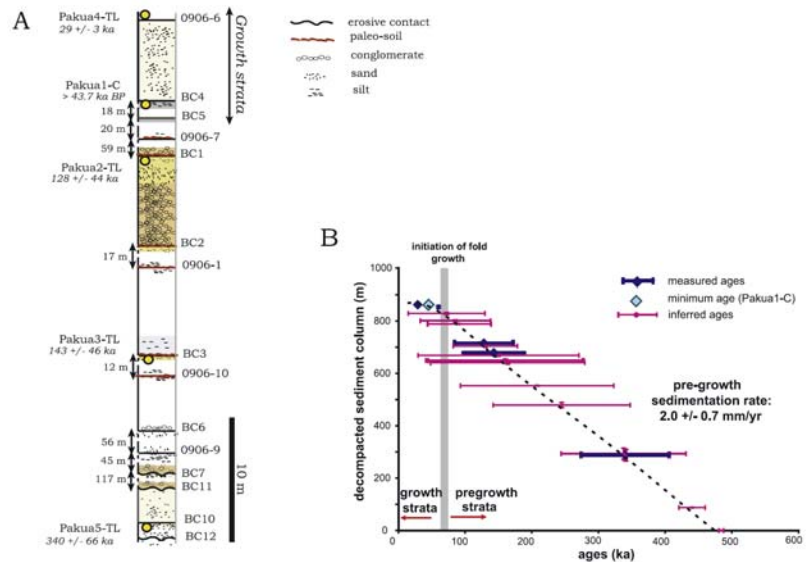 A
Pakua4-TL
29 +/- 3 ka
0906-6
Growth strata
Pakua1-C
> 43.7 ka BP
BC4
18 m
BC5
20 m
0906-7
59 m
BC1
Pakua2-TL
128 +/- 44 ka
BC2
17 m
0906-1
Pakua3-TL
143 +/- 46 ka
BC3
12 m
0906-10
BC6
56 m
0906-9
45 m
BC7
117 m
BC11
10 m
BC10
Pakua5-TL
340 +/- 66 ka
BC12
erosive contact
paleo-soil
conglomerate
sand
silt
B
initiation of fold
growth
measured ages
minimum age (Pakua1-C)
inferred ages
decompacted sediment column (m)
1000
900
800
600
400
300
100
0
pre-growth
sedimentation rate:
2.0 +/- 0.7 mm/yr
growth
strata
pregrowth
strata
0 100 200 300 400 500 600
ages (ka)